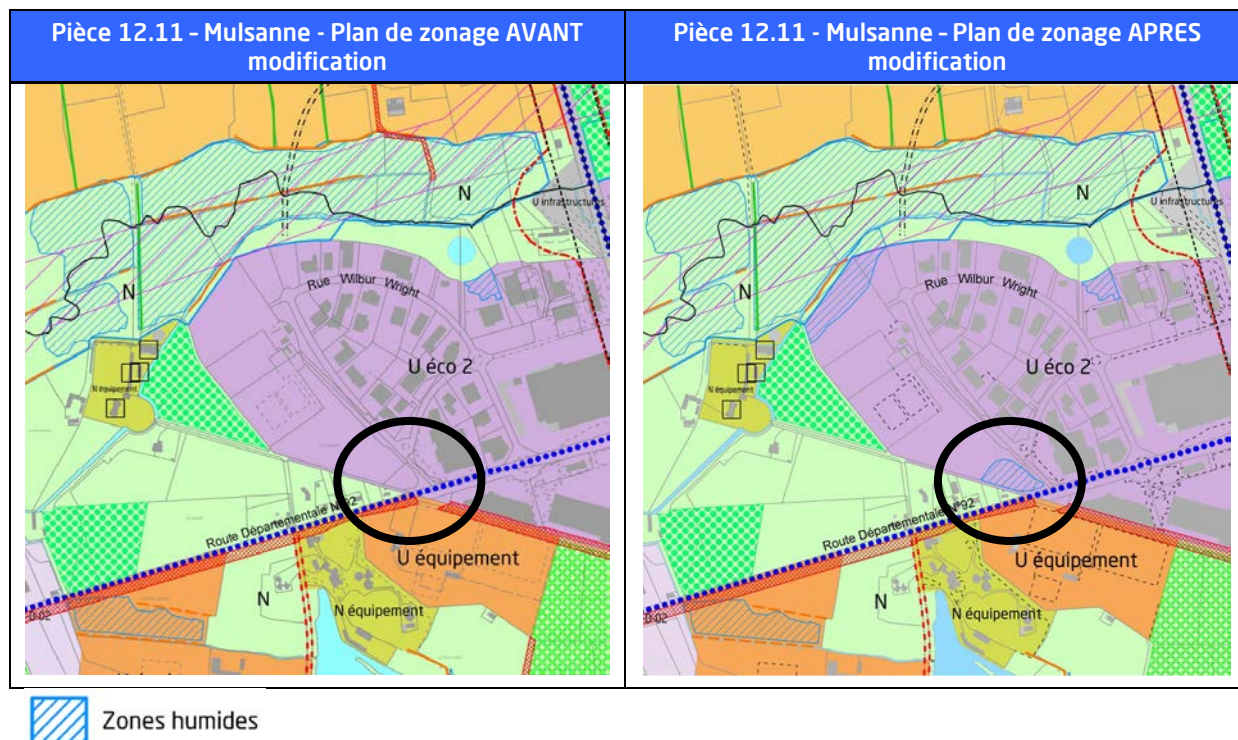 Pièce 12.11 – Mulsanne - Plan de zonage AVANT
modification
Pièce 12.11 - Mulsanne – Plan de zonage APRES
modification
N
U infrastructures
N
Rue Wilbur Wright
U éco 2
N équipement
Route Départementale N°92
U équipement
N
N équipement
N
U infrastructures
N
Rue Wilbur Wright
U éco 2
N équipement
Route Départementale N°92
U équipement
N
N équipement
Zones humides